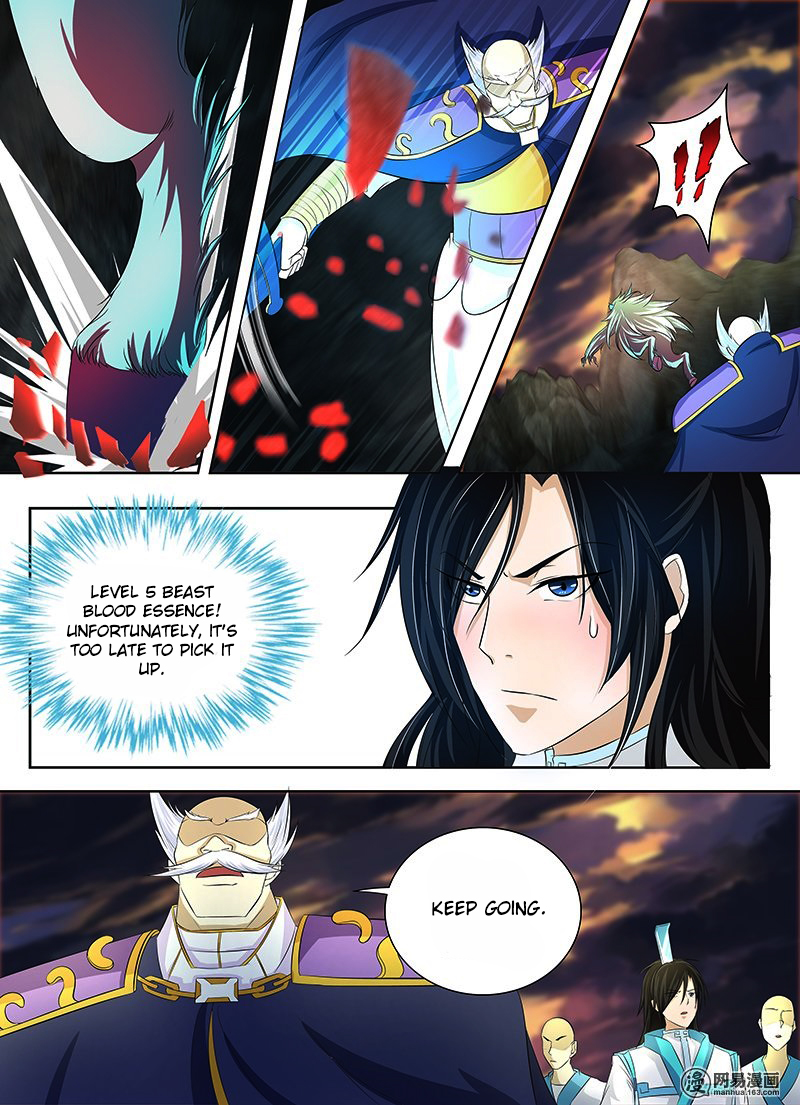 !!
LEVEL 5 BEAST
BLOOD ESSENCE!
UNFORTUNATELY, IT'S
TOO LATE TO PICK IT
UP.
KEEP GOING.
网易漫画
manhua.163.com